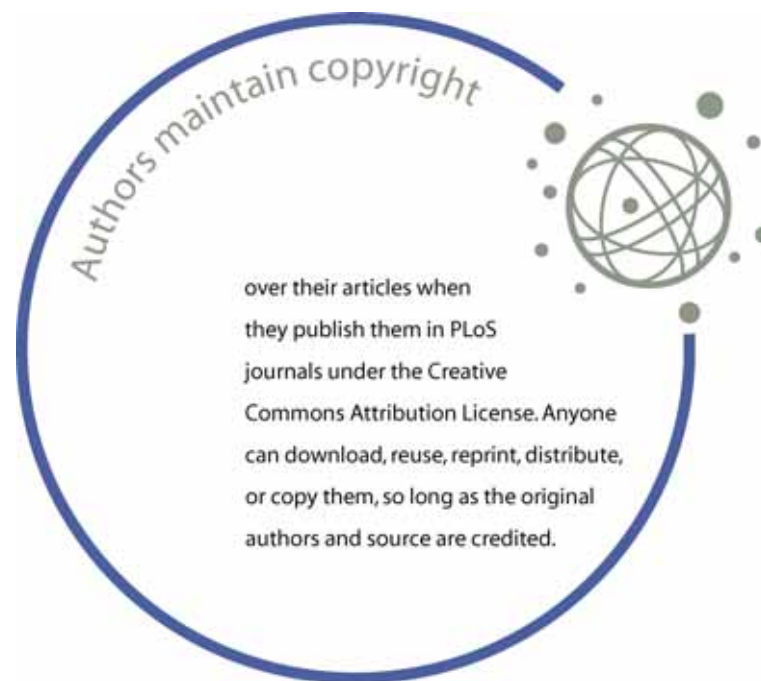 Authors maintain copyright
over their articles when
they publish them in PLoS
journals under the Creative
Commons Attribution License. Anyone
can download, reuse, reprint, distribute,
or copy them, so long as the original
authors and source are credited.